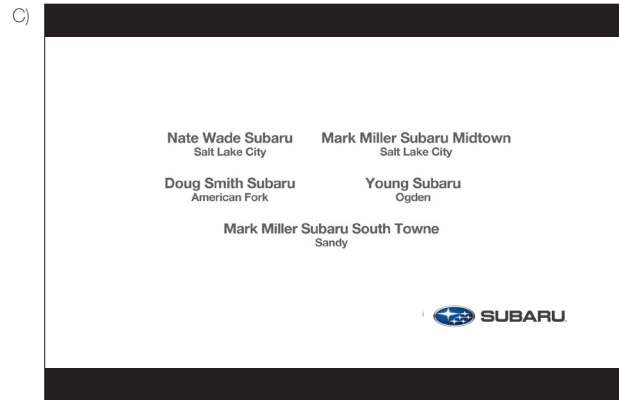 C)
Nate Wade Subaru
Salt Lake City
Mark Miller Subaru Midtown
Salt Lake City
Doug Smith Subaru
American Fork
Young Subaru
Ogden
Mark Miller Subaru South Towne
Sandy
SUBARU.